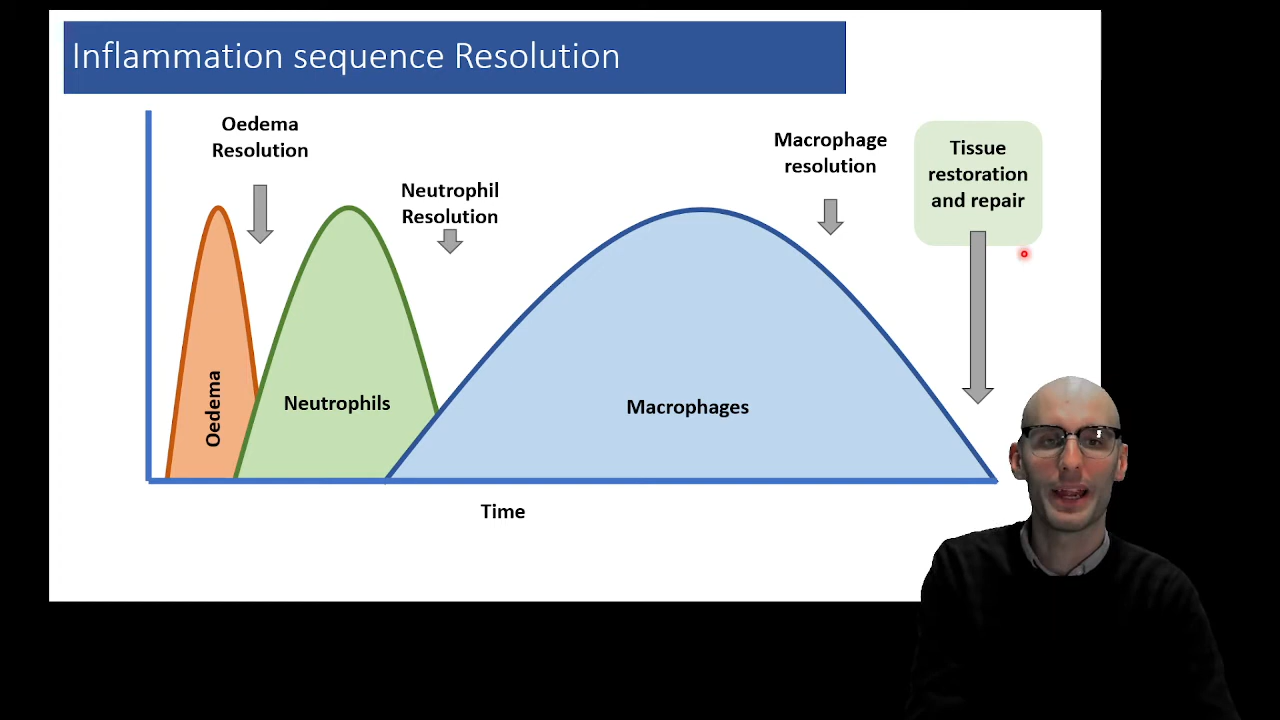 Inflammation sequence Resolution
Oedema
Resolution
Neutrophil
Resolution
Macrophage
resolution
Tissue
restoration
and repair
Oedema
Neutrophils
Macrophages
Time